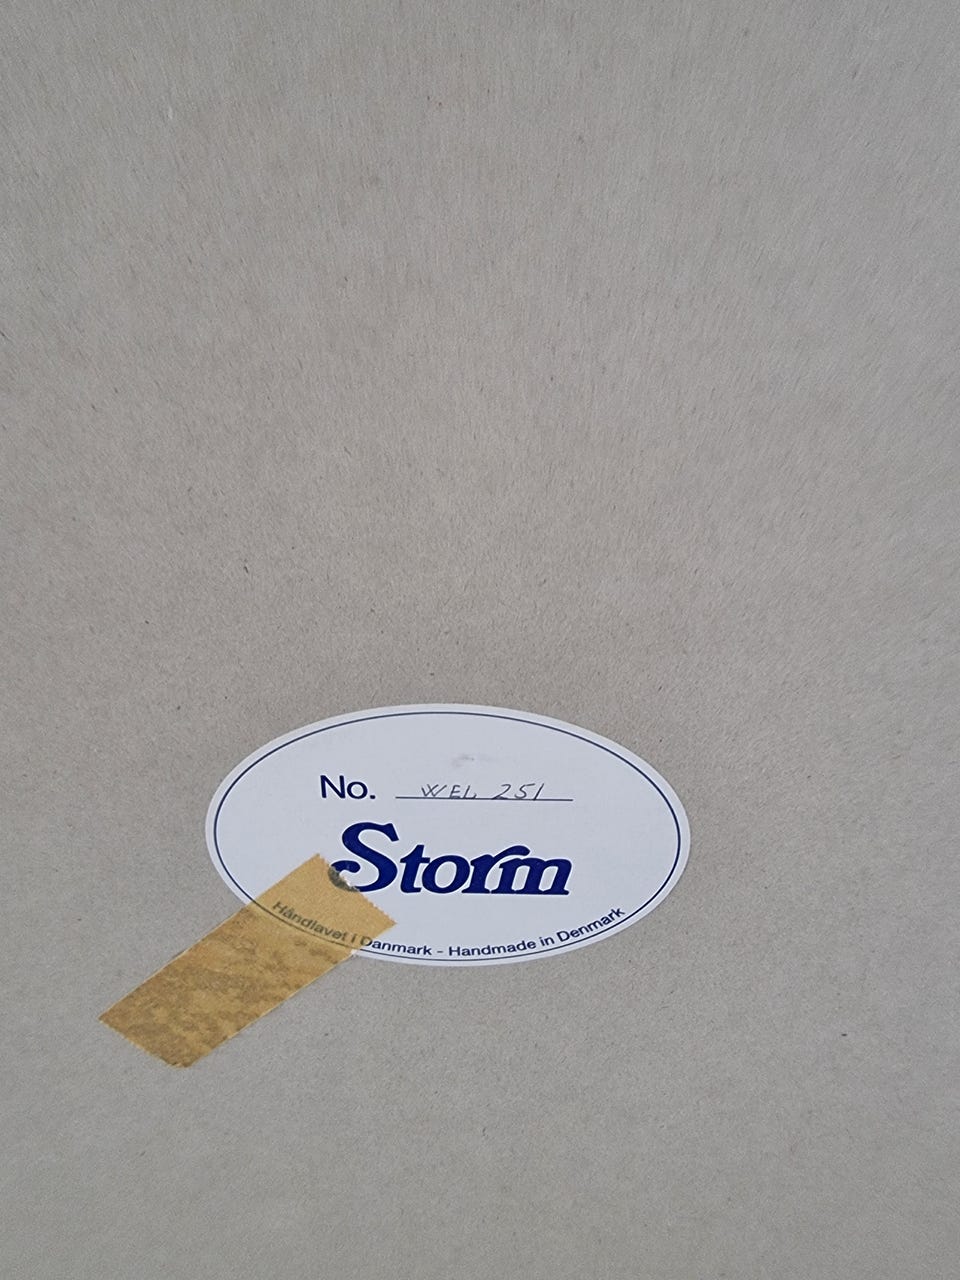 No. WEL 251
Storm
Håndlavet i Danmark - Handmade in Denmark